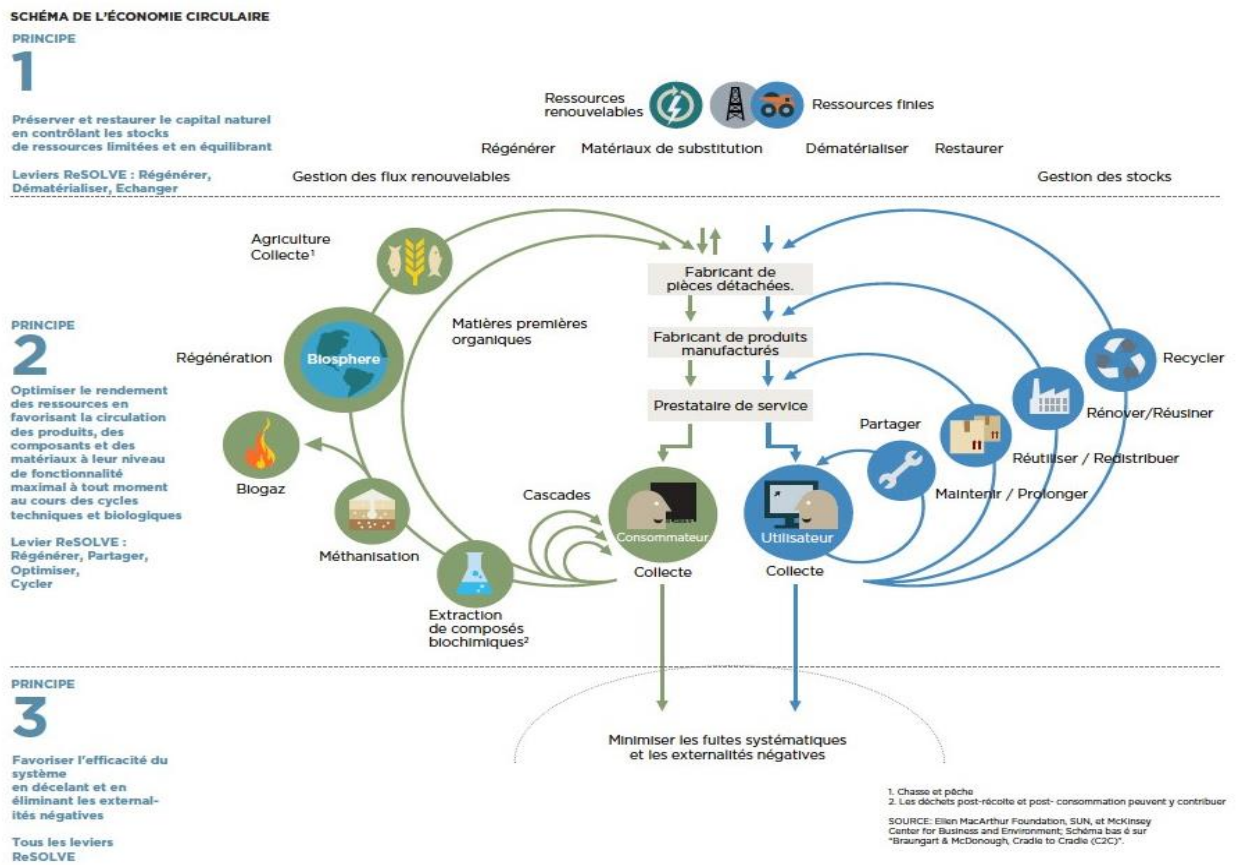 SCHÉMA DE L'ÉCONOMIE CIRCULAIRE
PRINCIPE
1
Préserver et restaurer le capital naturel
en contrôlant les stocks
de ressources limitées et en équilibrant
Leviers ReSOLVE : Régénérer,
Dématérialiser, Echanger
Ressources
renouvelables
Ressources finies
Régénérer
Matériaux de substitution
Dématérialiser
Restaurer
Gestion des flux renouvelables
Gestion des stocks
PRINCIPE
2
Optimiser le rendement
des ressources en
favorisant la circulation
des produits, des
composants et des
matériaux à leur niveau
de fonctionnalité
maximal à tout moment
au cours des cycles
techniques et biologiques
Levier ReSOLVE :
Régénérer, Partager,
Optimiser,
Cycler
Agriculture
Collecte¹
Régénération
Biosphere
Biogaz
Méthanisation
Extraction
de composés
biochimiques²
Matières premières
organiques
Cascades
Fabricant de
pièces détachées.
Fabricant de produits
manufacturés
Prestataire de service
Consommateur
Collecte
Utilisateur
Collecte
Partager
Maintenir / Prolonger
Réutiliser / Redistribuer
Rénover/Réusiner
Recycler
PRINCIPE
3
Favoriser l'efficacité du
système
en décelant et en
éliminant les external-
ités négatives
Tous les leviers
ReSOLVE
Minimiser les fuites systématiques
et les externalités négatives
1. Chasse et pêche
2. Les déchets post-récolte et post- consommation peuvent y contribuer
SOURCE: Ellen MacArthur Foundation, SUN, et McKinsey
Center for Business and Environment; Schéma bas é sur
"Braungart & McDonough, Cradle to Cradle (C2C)".